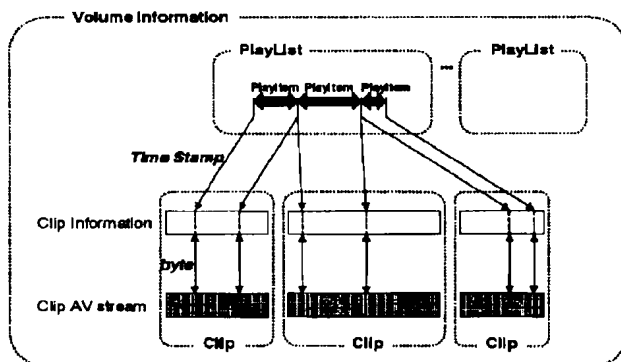 Volume Information
PlayList
PlayList
...
PlayItem PlayItem PlayItem
Time Stamp
Clip Information
byte
Clip AV stream
Clip
Clip
Clip